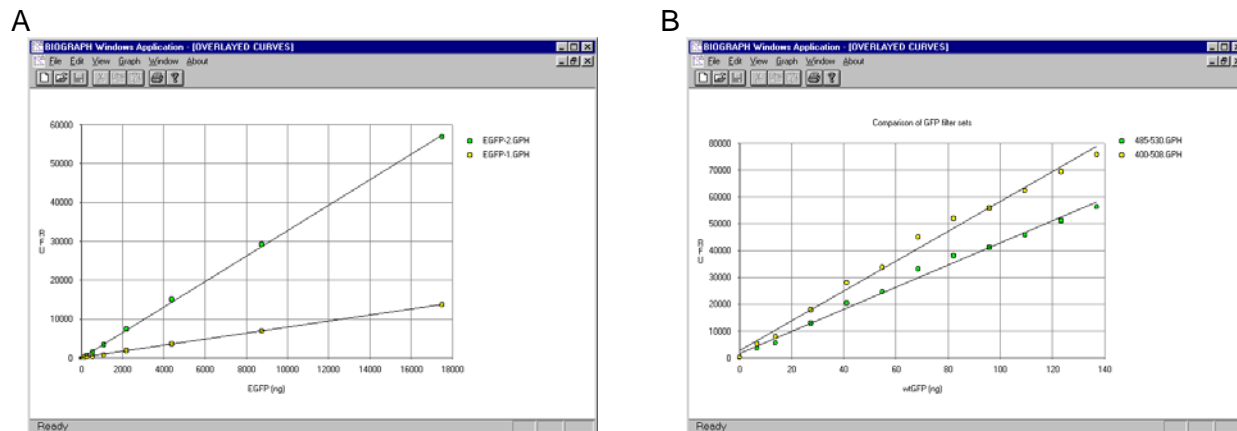 A
BIOGRAPH Windows Application - [OVERLAYED CURVES]
File Edit View Graph Window About
60000
50000
40000
30000
20000
10000
0
RFU
0 2000 4000 6000 8000 10000 12000 14000 16000 18000
EGFP (ng)
EGFP-2.GPH
EGFP-1.GPH
Ready
B
BIOGRAPH Windows Application - [OVERLAYED CURVES]
File Edit View Graph Window About
Comparison of GFP filter sets
80000
70000
60000
50000
40000
30000
20000
10000
0
RFU
0 20 40 60 80 100 120 140
wtGFP (ng)
485-530.GPH
400-508.GPH
Ready